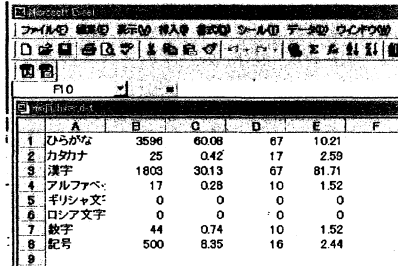 Microsoft Excel
ファイル(F) 編集(E) 表示(V) 挿入(I) 書式(O) ツール(T) データ(D) ウィンドウ(W)
F10 =
A B C D E F
1 ひらがな 3596 60.08 67 10.21
2 カタカナ 25 0.42 17 2.59
3 漢字 1803 30.13 67 81.71
4 アルファベ 17 0.28 10 1.52
5 ギリシャ文 0 0 0 0
6 ロシア文字 0 0 0 0
7 数字 44 0.74 10 1.52
8 記号 500 8.35 16 2.44
9